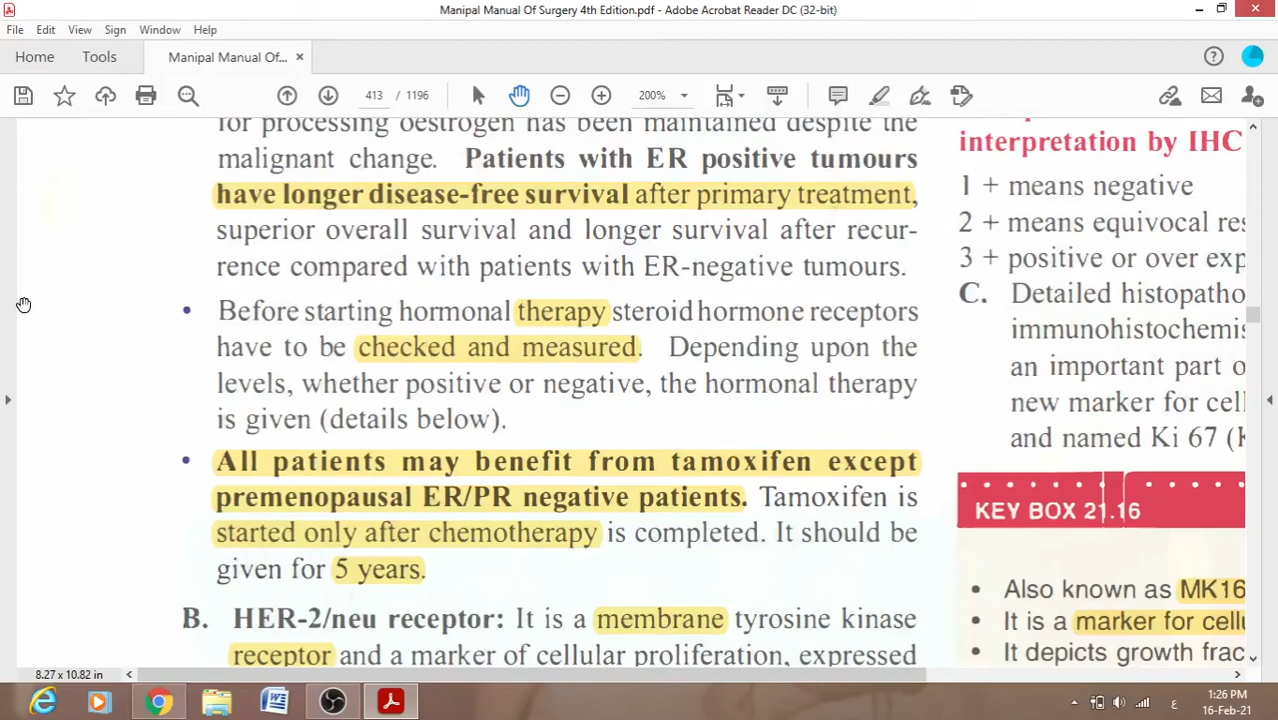 Manipal Manual Of Surgery 4th Edition.pdf - Adobe Acrobat Reader DC (32-bit)
File Edit View Sign Window Help
Home Tools Manipal Manual Of... ×
413 / 1196 200%
for processing oestrogen has been maintained despite the
malignant change. Patients with ER positive tumours
have longer disease-free survival after primary treatment,
superior overall survival and longer survival after recur-
rence compared with patients with ER-negative tumours.
• Before starting hormonal therapy steroid hormone receptors
have to be checked and measured. Depending upon the
levels, whether positive or negative, the hormonal therapy
is given (details below).
• All patients may benefit from tamoxifen except
premenopausal ER/PR negative patients. Tamoxifen is
started only after chemotherapy is completed. It should be
given for 5 years.
B. HER-2/neu receptor: It is a membrane tyrosine kinase
receptor and a marker of cellular proliferation, expressed
interpretation by IHC
1 + means negative
2 + means equivocal res
3 + positive or over exp
C. Detailed histopatho
immunohistochemis
an important part o
new marker for cell
and named Ki 67 (K
KEY BOX 21.16
• Also known as MK16
• It is a marker for cellu
• It depicts growth frac
8.27 x 10.82 in
ع
1:26 PM
16-Feb-21